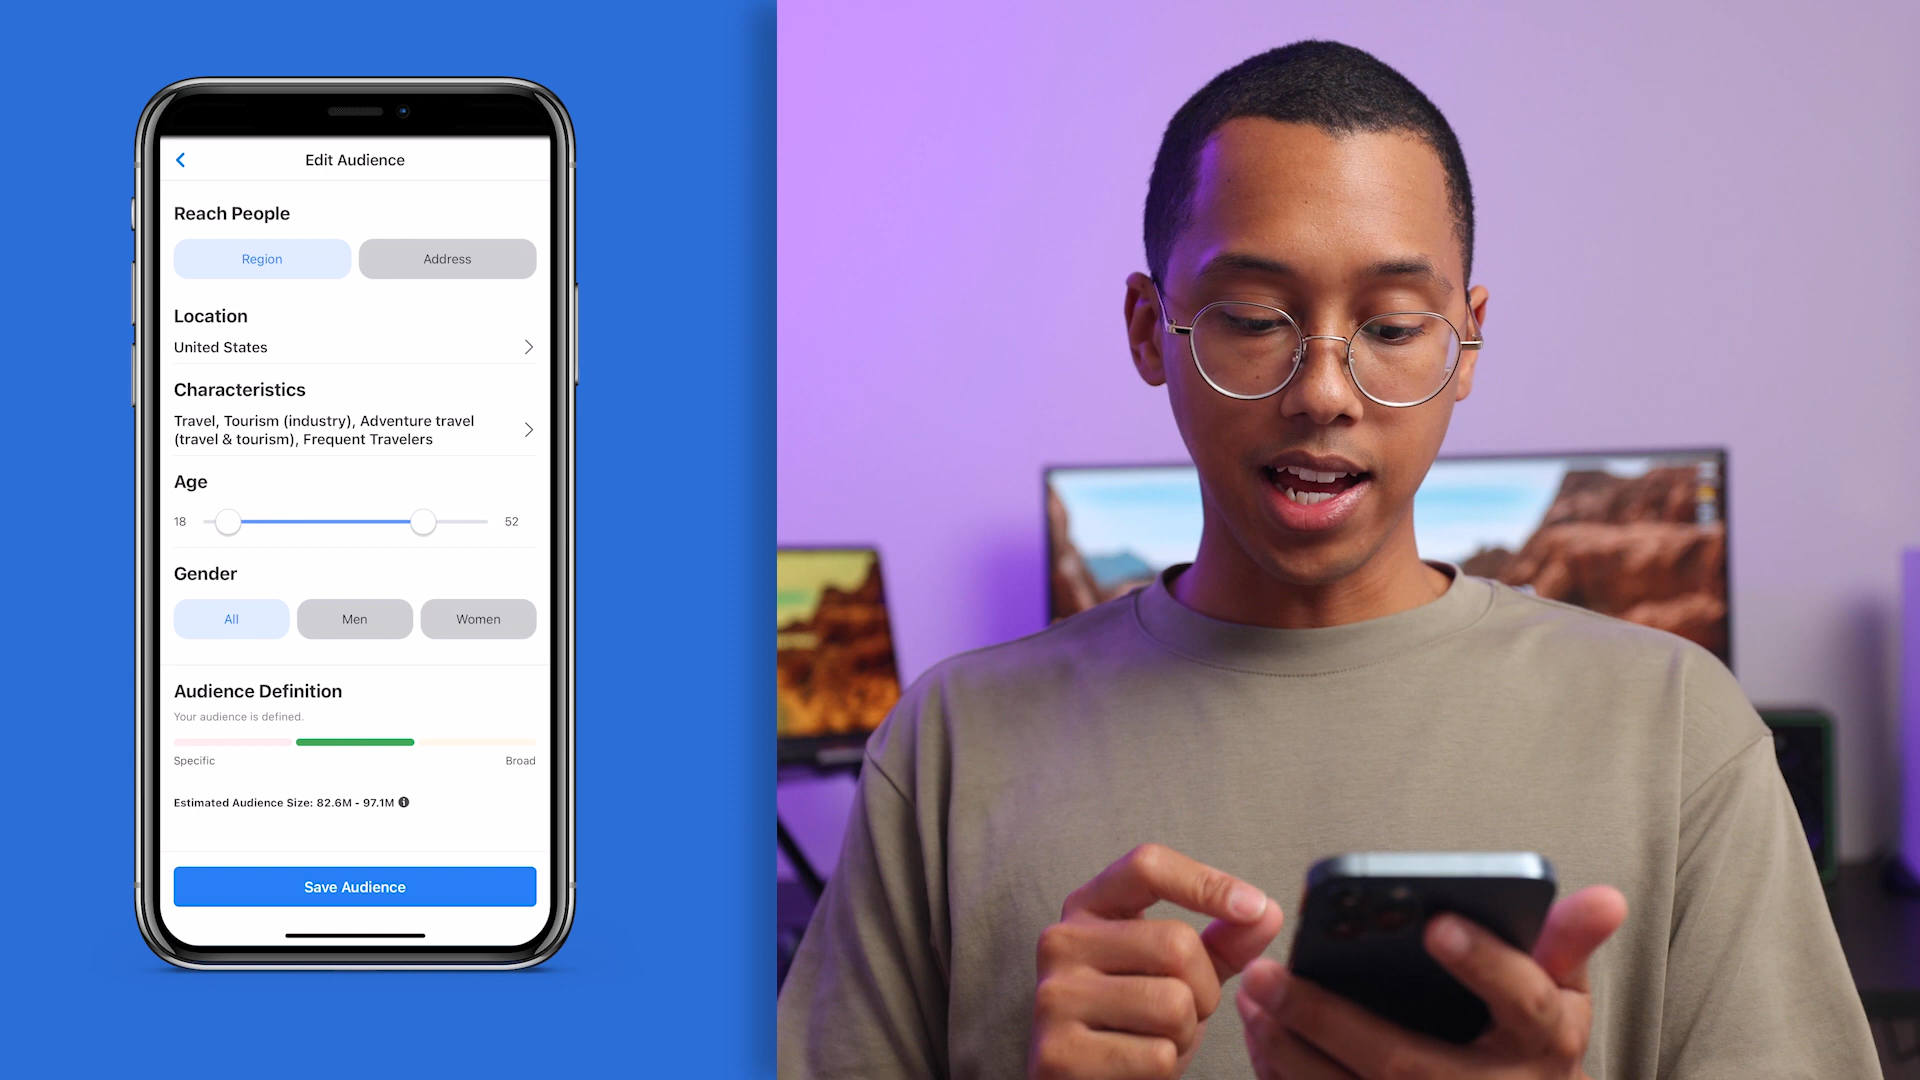 Edit Audience
Reach People
Region
Address
Location
United States
Characteristics
Travel, Tourism (industry), Adventure travel
(travel & tourism), Frequent Travelers
Age
18
52
Gender
All
Men
Women
Audience Definition
Your audience is defined.
Specific
Broad
Estimated Audience Size: 82.6M - 97.1M
Save Audience